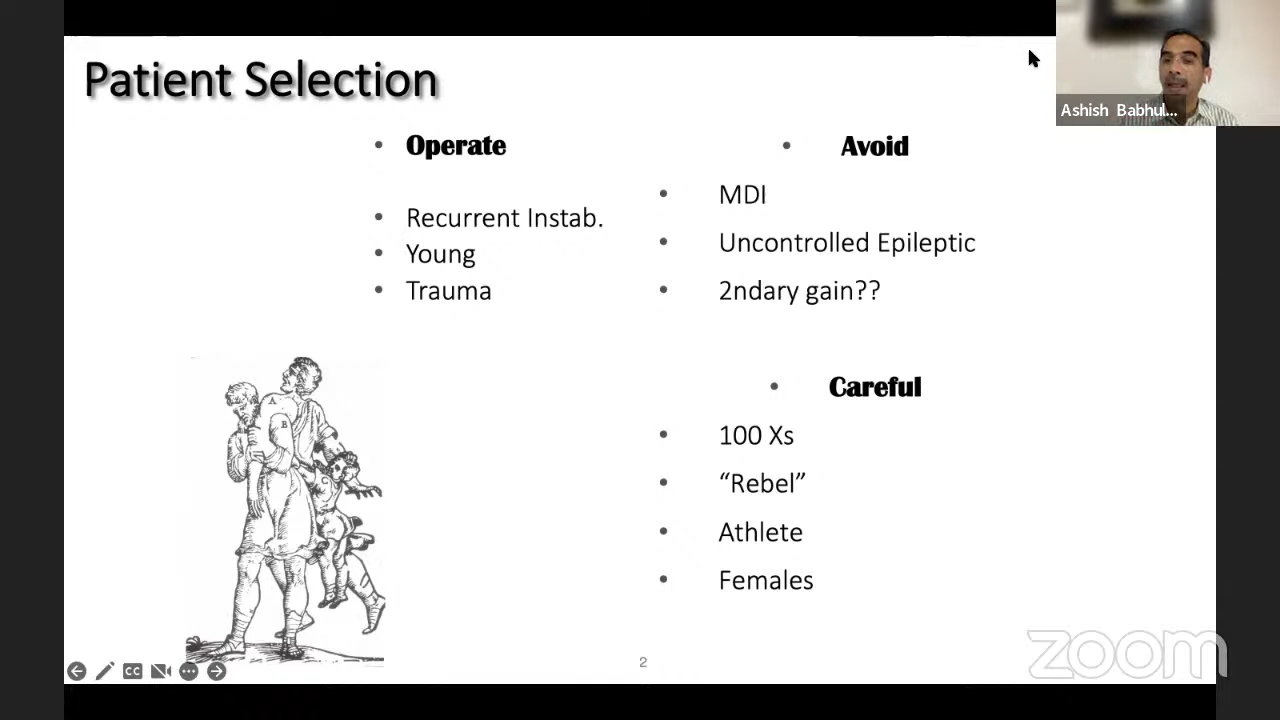 Patient Selection
Ashish Babhul...
• Operate
• Recurrent Instab.
• Young
• Trauma
• Avoid
• MDI
• Uncontrolled Epileptic
• 2ndary gain??
• Careful
• 100 Xs
• “Rebel”
• Athlete
• Females
A
B
CC
2
zoom